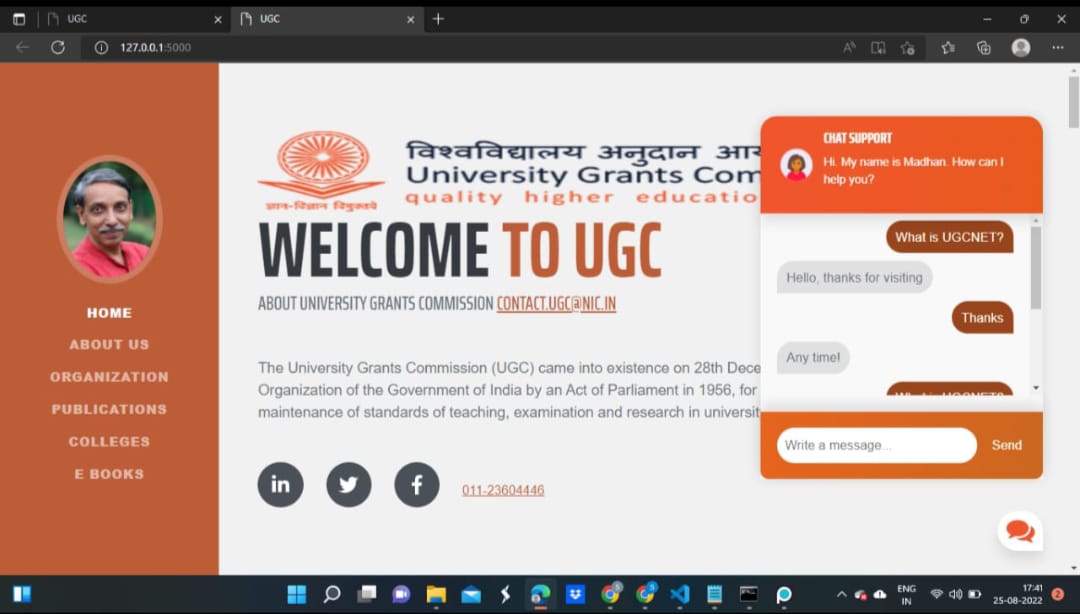 UGC
UGC
127.0.0.1:5000
विश्वविद्यालय अनुदान
University Grants Com
quality higher educatio
ज्ञान-विज्ञान विमुक्तये
WELCOME TO UGC
ABOUT UNIVERSITY GRANTS COMMISSION CONTACT.UGC@NIC.IN
HOME
ABOUT US
ORGANIZATION
PUBLICATIONS
COLLEGES
E BOOKS
The University Grants Commission (UGC) came into existence on 28th Dece
Organization of the Government of India by an Act of Parliament in 1956, for
maintenance of standards of teaching, examination and research in universit
in
f
011-23604446
CHAT SUPPORT
Hi. My name is Madhan. How can I
help you?
What is UGCNET?
Hello, thanks for visiting
Thanks
Any time!
What is UGCNET?
Write a message...
Send
ENG
IN
17:41
25-08-2022
2